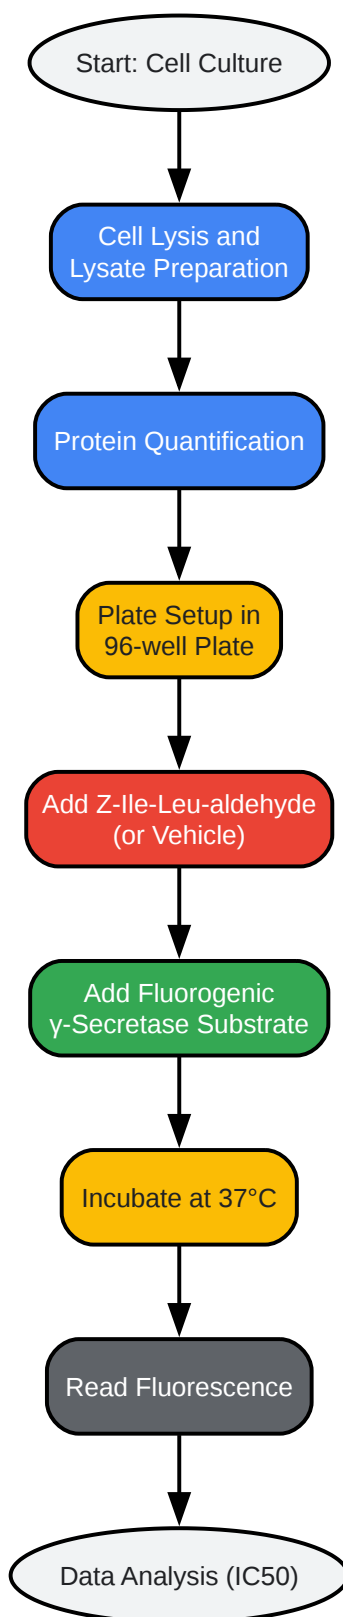 Start: Cell Culture
Cell Lysis and
Lysate Preparation
Protein Quantification
Plate Setup in
96-well Plate
Add Z-Ile-Leu-aldehyde
(or Vehicle)
Add Fluorogenic
γ-Secretase Substrate
Incubate at 37°C
Read Fluorescence
Data Analysis (IC50)